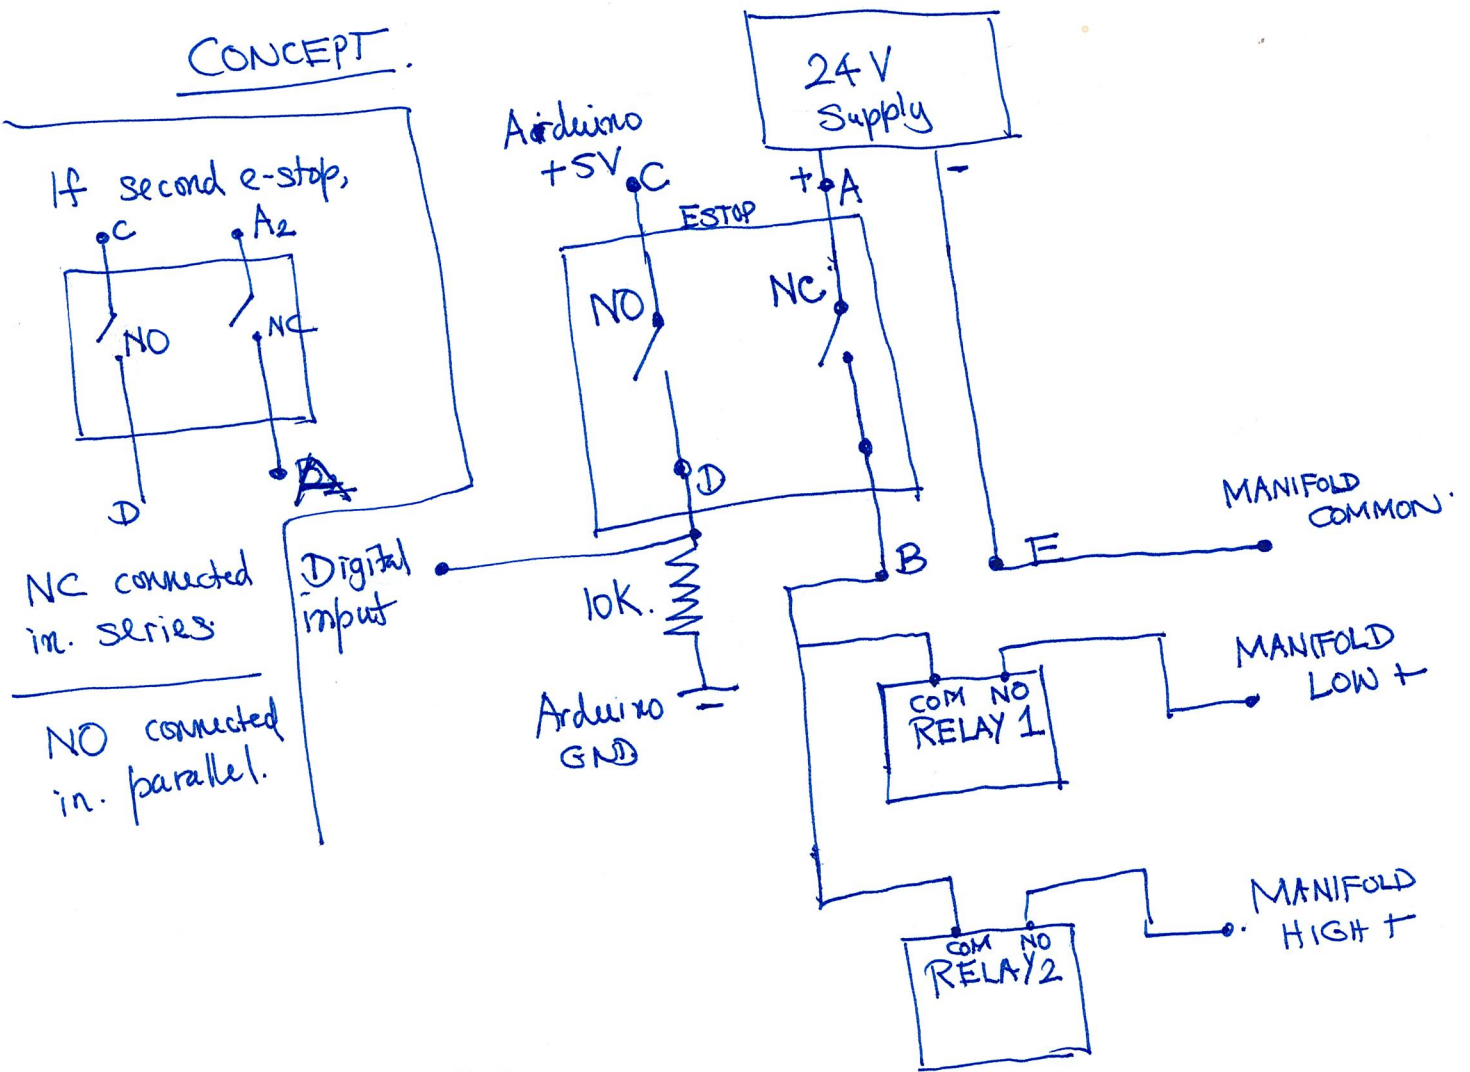 CONCEPT.
If second e-stop,
C
A2
NO
NC
D
NC connected
in. series.
NO connected
in. parallel.
Arduino
+5V
C
ESTOP
24V
Supply
+
A
-
NO
NC
D
Digital
input
10K.
Arduino
GND
B
E
MANIFOLD
COMMON
COM NO
RELAY 1
MANIFOLD
LOW +
COM NO
RELAY 2
MANIFOLD
HIGH +